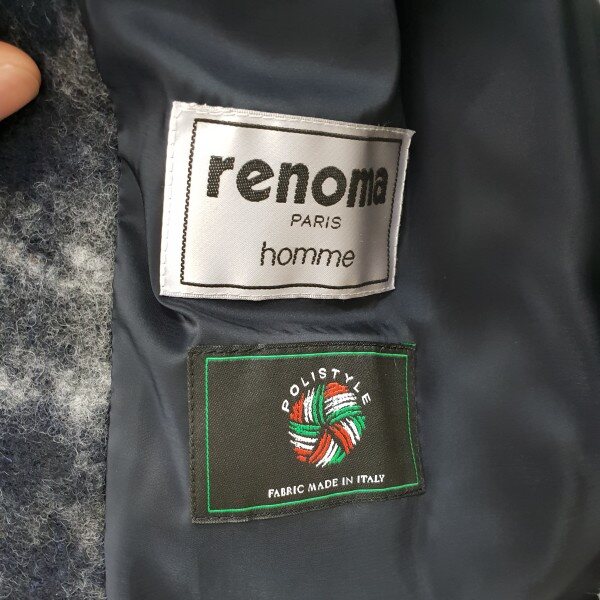 renoma
PARIS
homme
POLISTYLE
FABRIC MADE IN ITALY